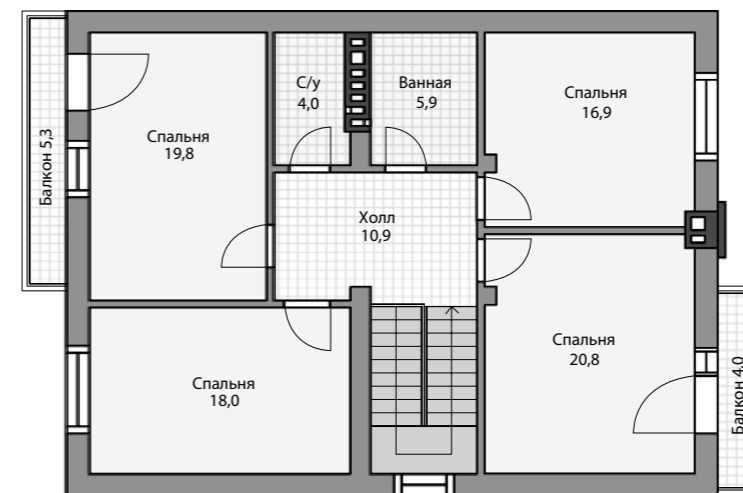 Балкон 5,3
Спальня
19,8
С/у
4,0
Ванная
5,9
Спальня
16,9
Холл
10,9
Спальня
18,0
Спальня
20,8
Балкон 4,0